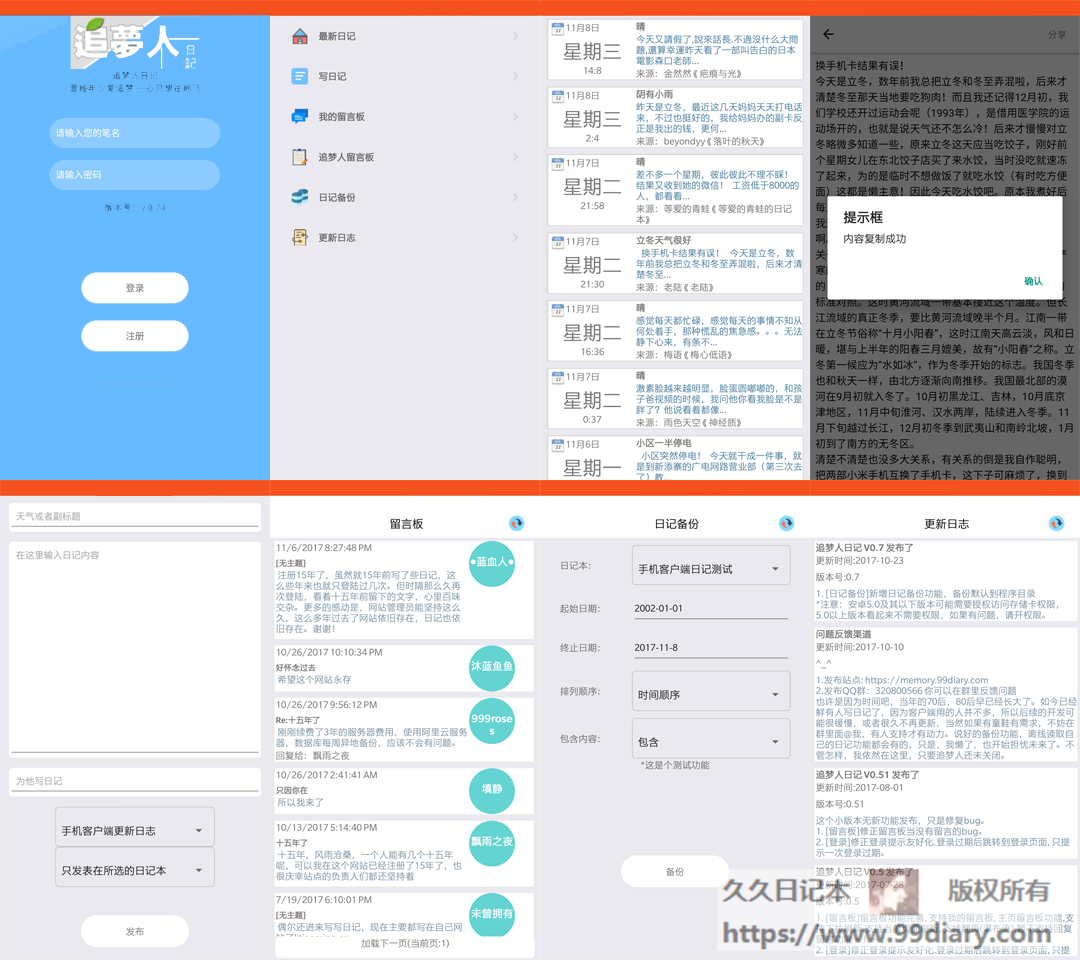 追梦人日記
追梦人日记
曾经年少爱追梦 一心只想往前飞
请输入您的笔名
请输入密码
版本号：v 0.74
登录
注册
最新日记
写日记
我的留言板
追梦人留言板
日记备份
更新日志
11月8日
星期三
14:8
晴
今天又請假了,說來話長.不過沒什么大問
題,還算幸運昨天看了一部叫告白的日本
電影森口老師...
来源：金然然《疤痕与光》
11月8日
星期三
2:4
阴有小雨
昨天是立冬，最近这几天妈妈天天打电话
来，不过也挺好的，我给妈妈办的副卡反
正是我出的钱，更何...
来源：beyondyy《落叶的秋天》
11月7日
星期二
21:58
晴
差不多一个星期，彼此彼此不理不睬！
结果又收到她的微信！ 工资低于8000的
人，都看看...
来源：等爱的青蛙《等爱的青蛙的日记
本》
11月7日
星期二
21:30
立冬天气很好
换手机卡结果有误！ 今天是立冬，数
年前我总把立冬和冬至弄混啦，后来才清
楚冬至...
来源：老陆《老陆》
11月7日
星期二
16:36
晴
感觉每天都忙碌，感觉每天的事情不知从
何处着手，那种慌乱的焦急感。。。无法
静下心来，有条不...
来源：梅语《梅心低语》
11月7日
星期二
0:37
晴
激素脸越来越明显，脸蛋圆嘟嘟的，和孩
子爸视频的时候，我问他你看我脸是不是
胖了？他说看着都像...
来源：雨色天空《神经质》
11月6日
星期一
小区一半停电
小区突然停电！ 今天就干成一件事，就
是到新添寨的广电网路营业部（第三次去
了）教...
分享
换手机卡结果有误！
今天是立冬，数年前我总把立冬和冬至弄混啦，后来才
清楚冬至那天当地要吃狗肉！而且我还记得12月初，我
们学校还开过运动会呢（1993年），是借用医学院的运
动场开的，也就是说天气还不怎么冷！后来才慢慢对立
冬略微多知道一些，原来立冬这天应当吃饺子，刚好前
个星期女儿在东北饺子店买了来水饺，当时没吃就速冻
了起来，为的是临时不想做饭了就吃水饺（有时吃方便
面）这都是懒主意！因此今天吃水饺吧。原本我煮好后
提示框
内容复制成功
确认
标准对照。这时黄河流域一带基本接近这个温度。但长
江流域的真正冬季，要比黄河流域晚半个月。江南一带
在立冬节俗称“十月小阳春”，这时江南天高云淡，风和日
暖，堪与上半年的阳春三月媲美，故有“小阳春”之称。立
冬第一候应为“水如冰”，作为冬季开始的标志。我国冬季
也和秋天一样，由北方逐渐向南推移。我国最北部的漠
河在9月初就入冬了。10月初黑龙江、吉林，10月底京
津地区，11月中旬淮河、汉水两岸，陆续进入冬季。11
月下旬越过长江，12月初冬季到武夷山和南岭北坡，1月
初到了南方的无冬区。
清楚不清楚也没多大关系，有关系的倒是我自作聪明，
把两部小米手机互换了手机卡，这下子可麻烦了，换到
天气或者副标题
在这里输入日记内容
为他写日记
手机客户端更新日志
只发表在所选的日记本
发布
留言板
11/6/2017 8:27:48 PM
[无主题]
注册15年了，虽然就15年前写了些日记，这
么些年来也就只登陆过几次。但时隔那么久再
次登陆，看着十五年前留下的文字，心里百味
交杂。更多的感动是，网站管理员能坚持这么
久，这么多年过去了网站依旧存在，日记也依
旧存在。谢谢！
●蓝血人●
10/26/2017 10:10:34 PM
好怀念过去
希望这个网站永存
沐蓝鱼鱼
10/26/2017 9:56:12 PM
Re:十五年了
刚刚续费了3年的服务器费用，使用阿里云服务
器、数据库每周异地备份，应该不会有问题。
回复给：飘雨之夜
999rose
s
10/26/2017 2:41:41 AM
只因你在
所以我来了
填静
10/13/2017 5:14:40 PM
十五年了
十五年，风雨沧桑，一个人能有几个十五年
呢，可以我在这个网站已经注册了15年了，也
很庆幸站点的负责人们都还坚持着
飘雨之夜
7/19/2017 6:10:01 PM
[无主题]
偶尔还进来写写日记，现在主要都写在自己网
未曾拥有
加载下一页(当前页:1)
日记备份
日记本：
手机客户端日记测试
起始日期：
2002-01-01
终止日期：
2017-11-8
排列顺序：
时间顺序
包含内容：
包含
*这是个测试功能
备份
更新日志
追梦人日记 V0.7 发布了
更新时间:2017-10-23
版本号:0.7
1. [日记备份]新增日记备份功能，备份默认到程序目录
*注意：安卓5.0及其以下版本可能需要授权访问存储卡权限，
5.0以上版本看起来不需要权限，如果有问题，请开权限。
问题反馈渠道
更新时间:2017-10-10
^_^
1.发布站点: https://memory.99diary.com
2.发布QQ群：320800566 你可以在群里反馈问题
也许是因为时间吧，当年的70后，80后早已经长大了。如今已经
鲜有人写日记了，因为客户端用的人并不多，所以后续的开发可
能很缓慢，或者很久不再更新，当然如果有童鞋有需求，不妨在
群里面@我，有人支持才有动力。说好的备份功能，离线读取自
己的日记功能都会有的，只是，我懒了，也开始担忧未来了。不
管怎样，我依然在这里，只要追梦人还未关闭。
追梦人日记 V0.51 发布了
更新时间:2017-08-01
版本号:0.51
这个小版本无新功能发布，只是修复bug。
1. [留言板]修正留言板当没有留言的bug。
2. [登录]修正登录提示友好化.登录过期后跳转到登录页面, 只提
示一次登录过期。
追梦人日记 V0.5 发布了
更新时间:2017-07-28
版本号:0.5
2. [登录]修正登录提示友好化.登录过期后跳转到登录页面, 只提
久久日记本 版权所有
https://www.99diary.com